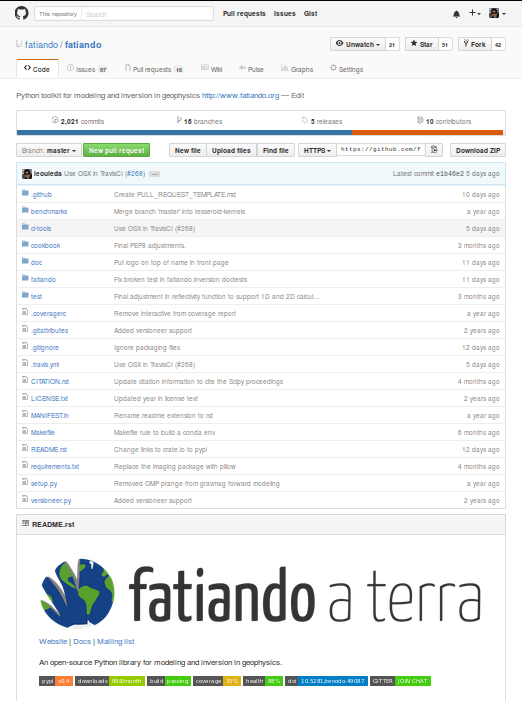 This repository Search Pull requests Issues Gist
fatiando / fatiando Unwatch 21 Star 51 Fork 42
Code Issues 67 Pull requests 16 Wiki Pulse Graphs Settings
Python toolkit for modeling and inversion in geophysics http://www.fatiando.org — Edit
2,021 commits 16 branches 5 releases 10 contributors
Branch: master New pull request New file Upload files Find file HTTPS https://github.com/f Download ZIP
leouieda Use OSX in TravisCI (#268) Latest commit e1b46e2 5 days ago
.github Create PULL_REQUEST_TEMPLATE.md 10 days ago
benchmarks Merge branch 'master' into tesseroid-kernels a year ago
ci-tools Use OSX in TravisCI (#268) 5 days ago
cookbook Final PEP8 adjustments. 3 months ago
doc Put logo on top of name in front page 11 days ago
fatiando Fix broken test in fatiando.inversion doctests 11 days ago
test Final adjustment in reflectivity function to support 1D and 2D calcul... 3 months ago
.coveragerc Remove interactive from coverage report a year ago
.gitattributes Added versioneer support 2 years ago
.gitignore Ignore packaging files 12 days ago
.travis.yml Use OSX in TravisCI (#268) 5 days ago
CITATION.rst Update citation information to cite the Scipy proceedings 4 months ago
LICENSE.txt Updated year in license text 2 years ago
MANIFEST.in Rename readme extension to rst a year ago
Makefile Makefile rule to build a conda env 6 months ago
README.rst Change links to crate.io to pypi 12 days ago
requirements.txt Replace the imaging package with pillow 4 months ago
setup.py Removed OMP prange from gravmag forward modeling a year ago
versioneer.py Added versioneer support 2 years ago
README.rst
fatiando a terra
Website | Docs | Mailing list
An open-source Python library for modeling and inversion in geophysics.
pypi v0.4 downloads 958/month build passing coverage 70% health 88% doi 10.5281/zenodo.49087 GITTER JOIN CHAT